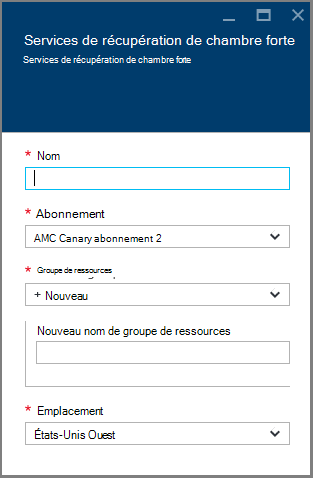 Services de récupération de chambre forte
Services de récupération de chambre forte
* Nom
* Abonnement
AMC Canary abonnement 2
* Groupe de ressources
+ Nouveau
Nouveau nom de groupe de ressources
* Emplacement
États-Unis Ouest